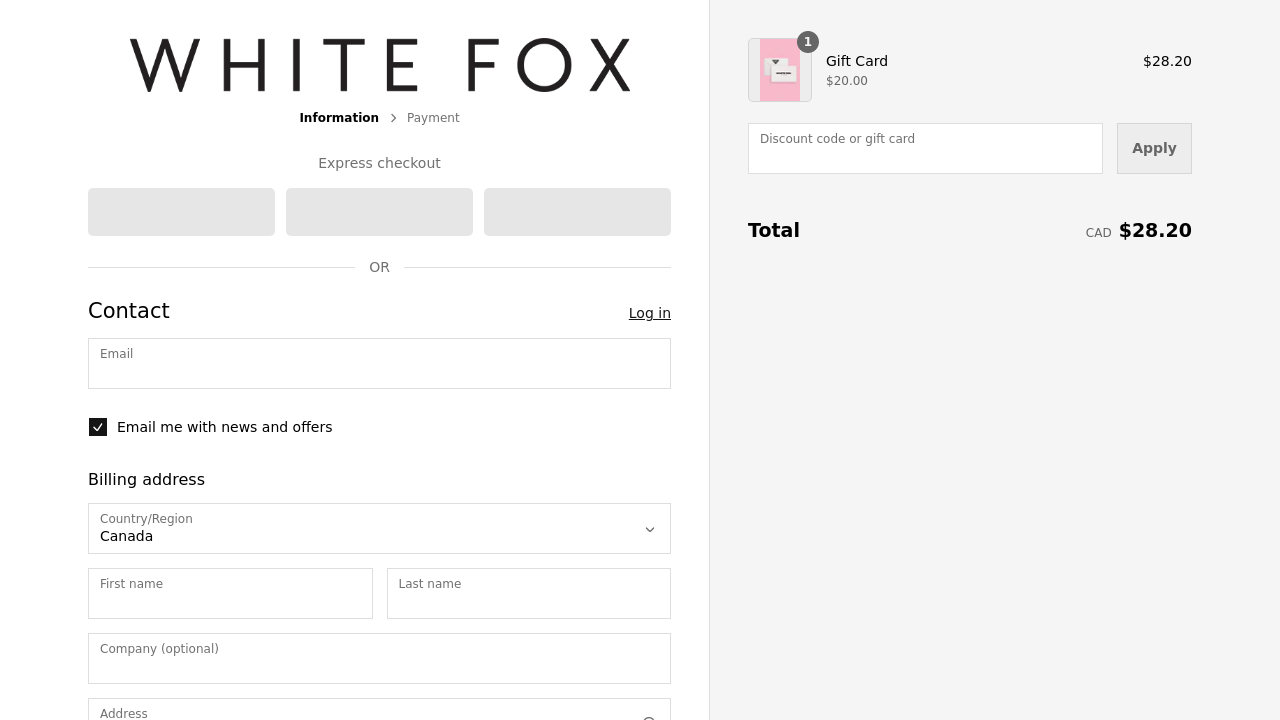 WHITE FOX
Information > Payment
Express checkout
OR
Contact
Log in
Email
Email me with news and offers
Billing address
Country/Region
Canada
First name
Last name
Company (optional)
Address
1
Gift Card
$20.00
$28.20
Discount code or gift card
Apply
Total
CAD $28.20